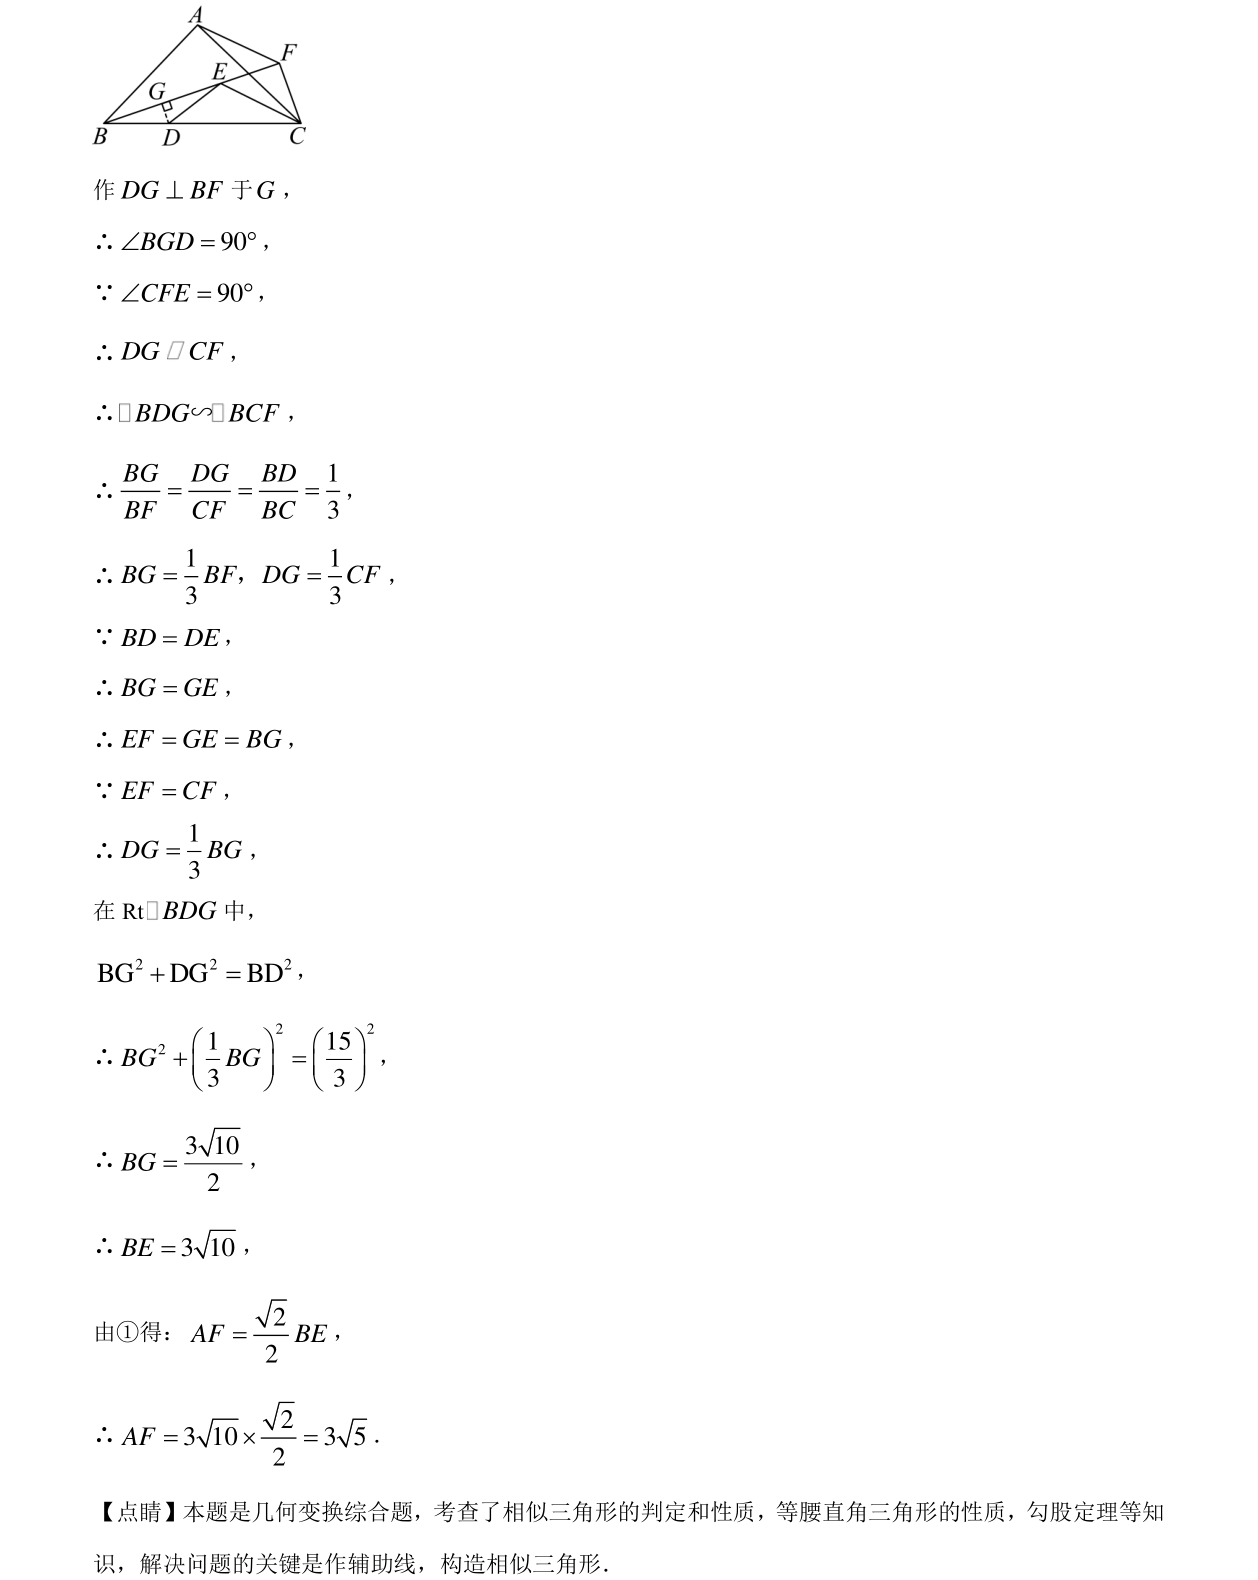 A
F
E
G
B
D
C
作 DG ⊥ BF 于 G，
∴ ∠BGD = 90°，
∵ ∠CFE = 90°，
∴ DG □ CF，
∴ □BDG∽□BCF，
∴ BG/BF = DG/CF = BD/BC = 1/3，
∴ BG = 1/3 BF，DG = 1/3 CF，
∵ BD = DE，
∴ BG = GE，
∴ EF = GE = BG，
∵ EF = CF，
∴ DG = 1/3 BG，
在 Rt□BDG 中，
BG² + DG² = BD²，
∴ BG² + (1/3 BG)² = (15/3)²，
∴ BG = 3√10/2，
∴ BE = 3√10，
由①得：AF = √2/2 BE，
∴ AF = 3√10 × √2/2 = 3√5．
【点睛】本题是几何变换综合题，考查了相似三角形的判定和性质，等腰直角三角形的性质，勾股定理等知
识，解决问题的关键是作辅助线，构造相似三角形．